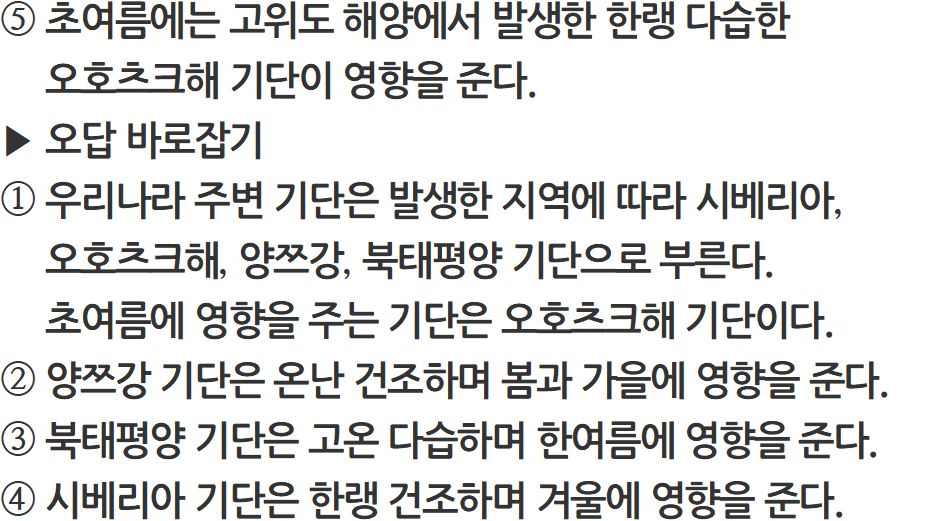 ⑤ 초여름에는 고위도 해양에서 발생한 한랭 다습한
오호츠크해 기단이 영향을 준다.
▶ 오답 바로잡기
① 우리나라 주변 기단은 발생한 지역에 따라 시베리아,
오호츠크해, 양쯔강, 북태평양 기단으로 부른다.
초여름에 영향을 주는 기단은 오호츠크해 기단이다.
② 양쯔강 기단은 온난 건조하며 봄과 가을에 영향을 준다.
③ 북태평양 기단은 고온 다습하며 한여름에 영향을 준다.
④ 시베리아 기단은 한랭 건조하며 겨울에 영향을 준다.